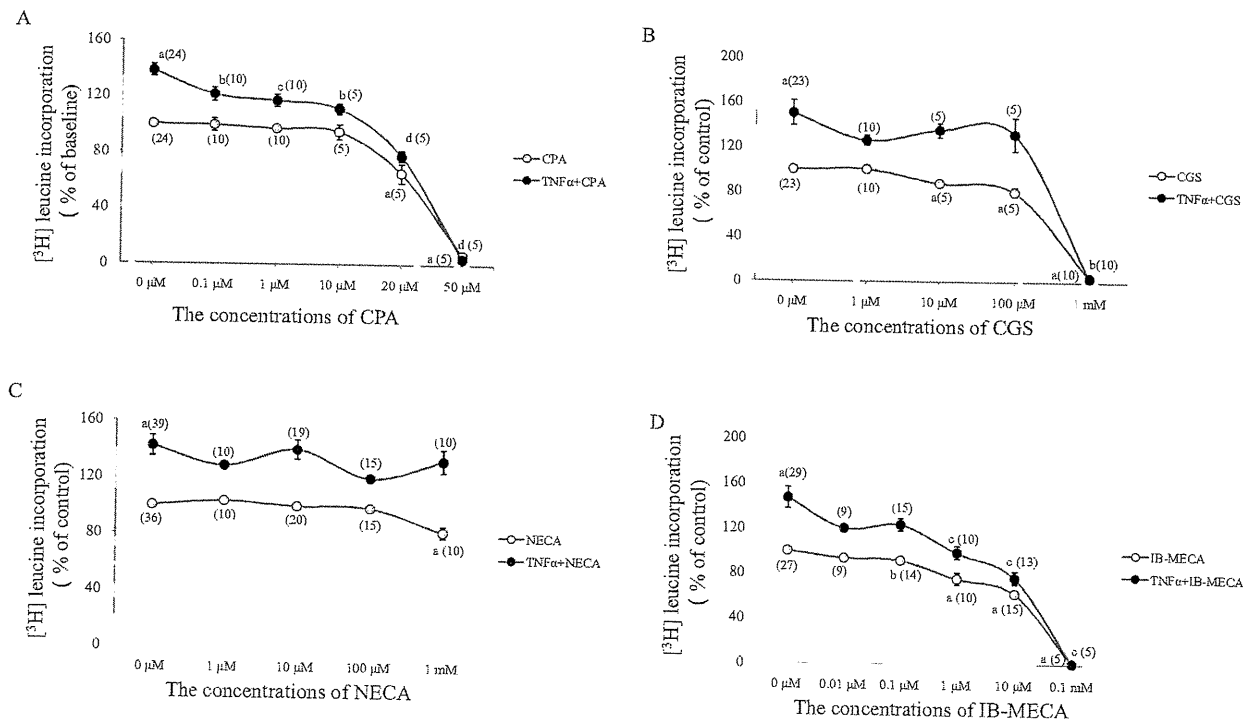 A
160
120
80
40
0
[³H] leucine incorporation
( % of baseline)
a(24)
b(10)
c (10)
b(5)
d (5)
d (5)
(24)
(10)
(10)
(5)
a(5)
a (5)
CPA
TNFα+CPA
0 µM
0.1 µM
1 µM
10 µM
20 µM
50 µM
The concentrations of CPA
B
200
160
120
80
40
0
[³H] leucine incorporation
( % of control)
a(23)
(10)
(5)
(5)
(23)
(10)
a(5)
a(5)
a(10)
b(10)
CGS
TNFα+CGS
0 µM
1 µM
10 µM
100 µM
1 mM
The concentrations of CGS
C
160
120
80
40
0
[³H] leucine incorporation
( % of control)
a(39)
(10)
(19)
(15)
(10)
(36)
(10)
(20)
(15)
a (10)
NECA
TNFα+NECA
0 µM
1 µM
10 µM
100 µM
1 mM
The concentrations of NECA
D
200
160
120
80
40
0
[³H] leucine incorporation
( % of control)
a(29)
(9)
(15)
c (10)
c (13)
(27)
(9)
b (14)
a (10)
a (15)
a (5)
c (5)
IB-MECA
TNFα+IB-MECA
0 µM
0.01 µM
0.1 µM
1 µM
10 µM
0.1 mM
The concentrations of IB-MECA